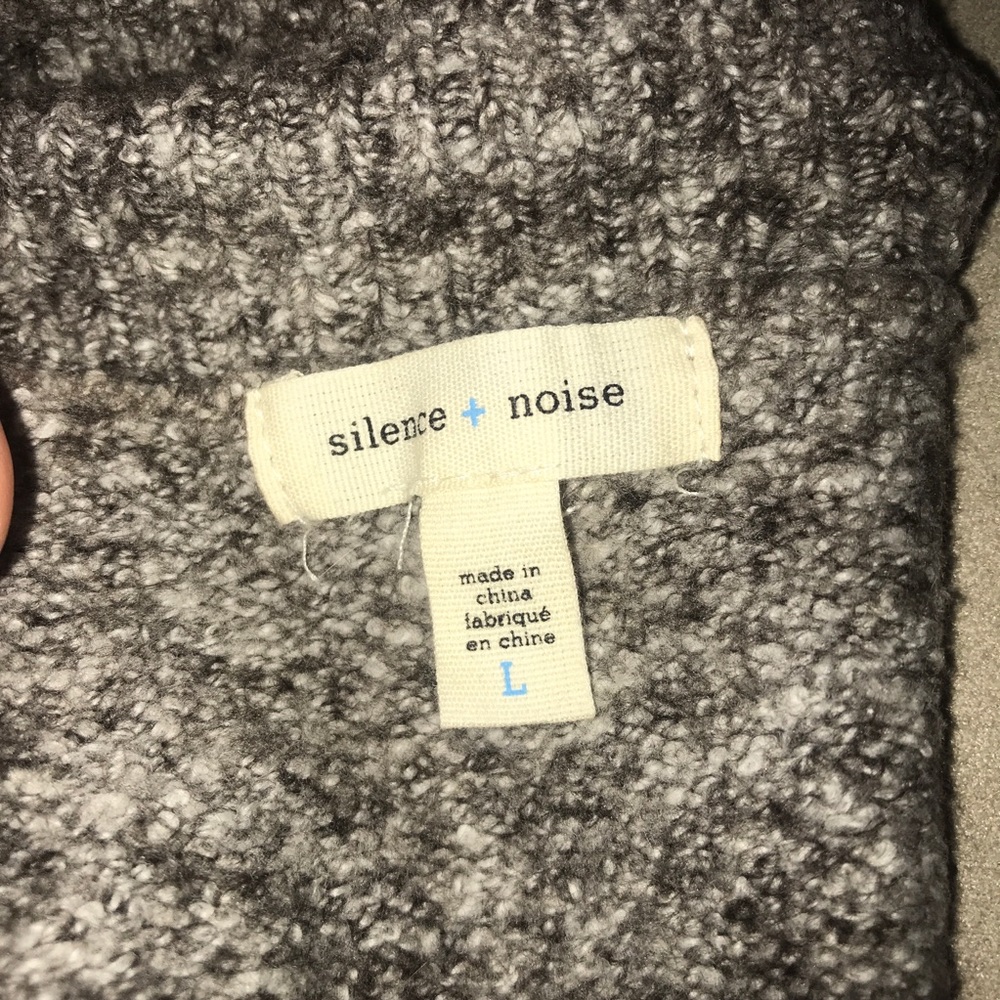 silence + noise
made in
china
fabriqué
en chine
L